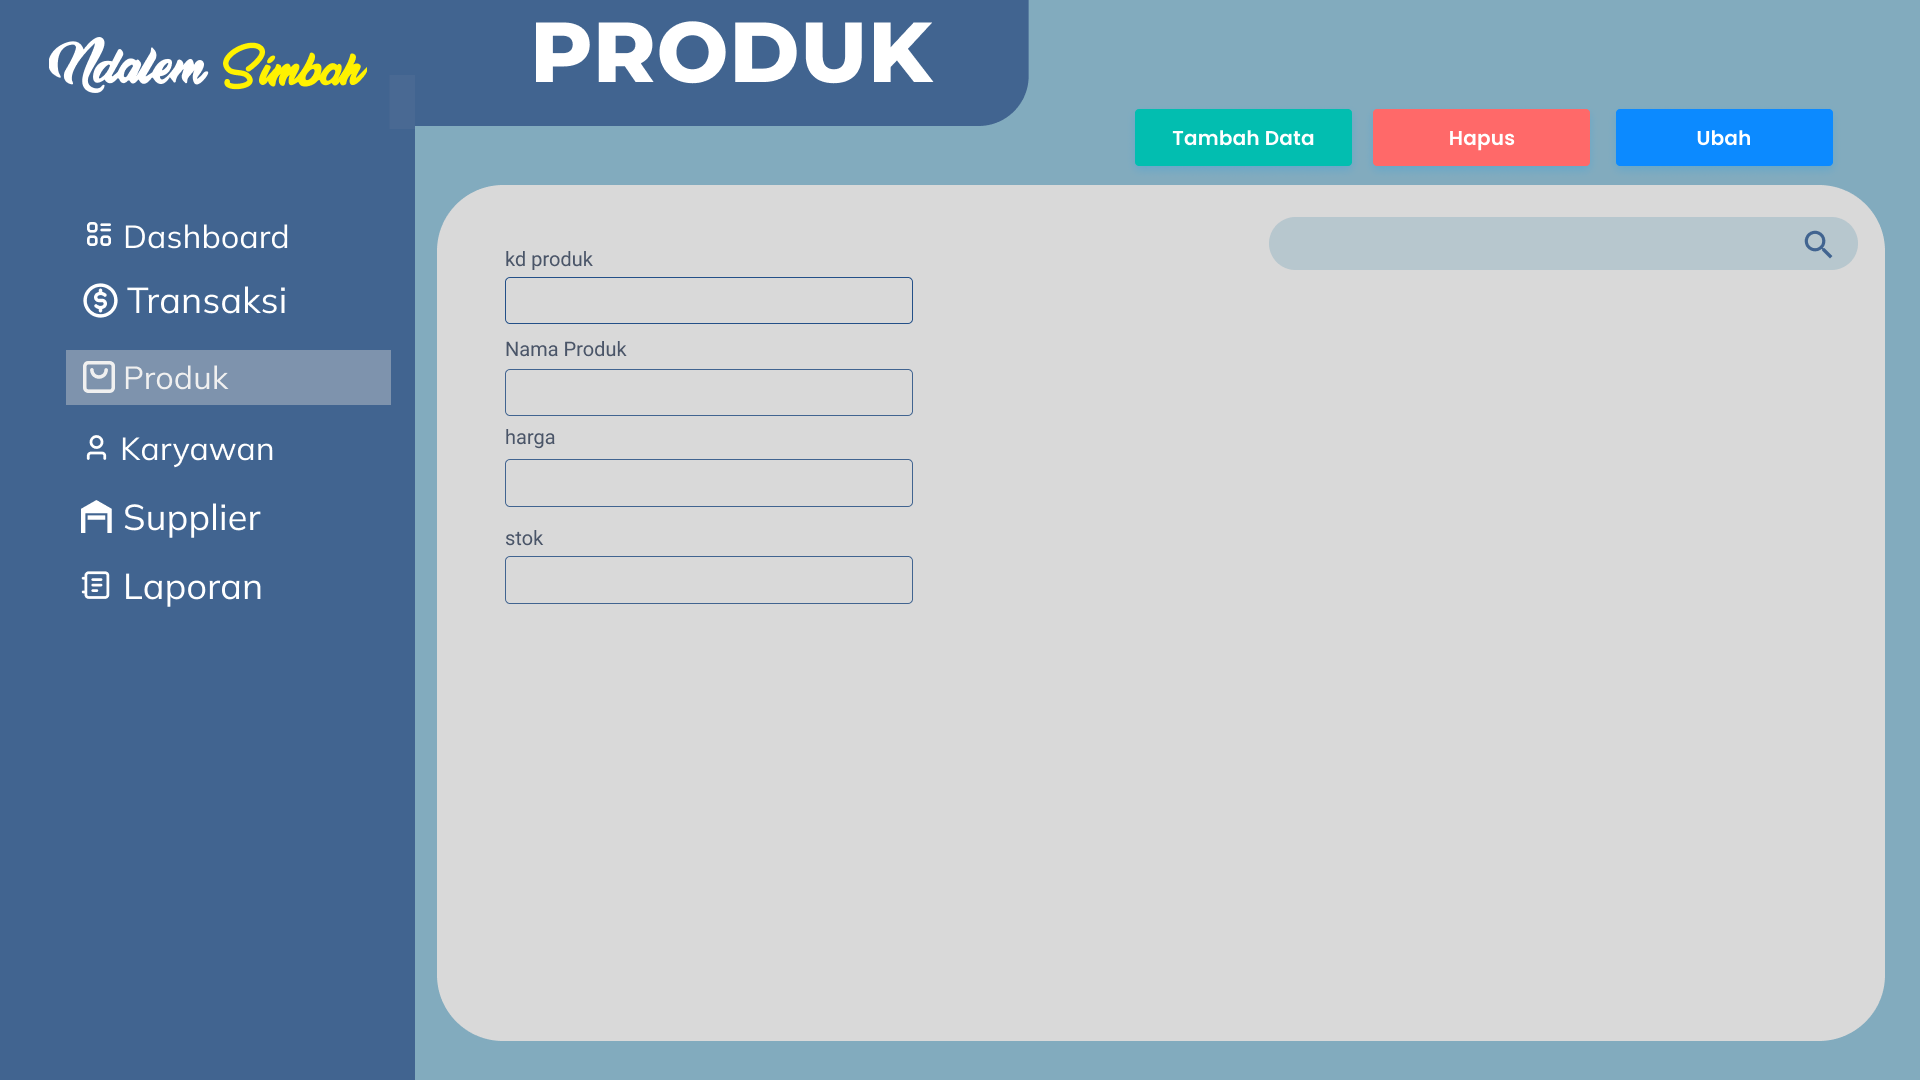 Ndalem Simbah
PRODUK
Tambah Data
Hapus
Ubah
Dashboard
Transaksi
Produk
Karyawan
Supplier
Laporan
kd produk
Nama Produk
harga
stok